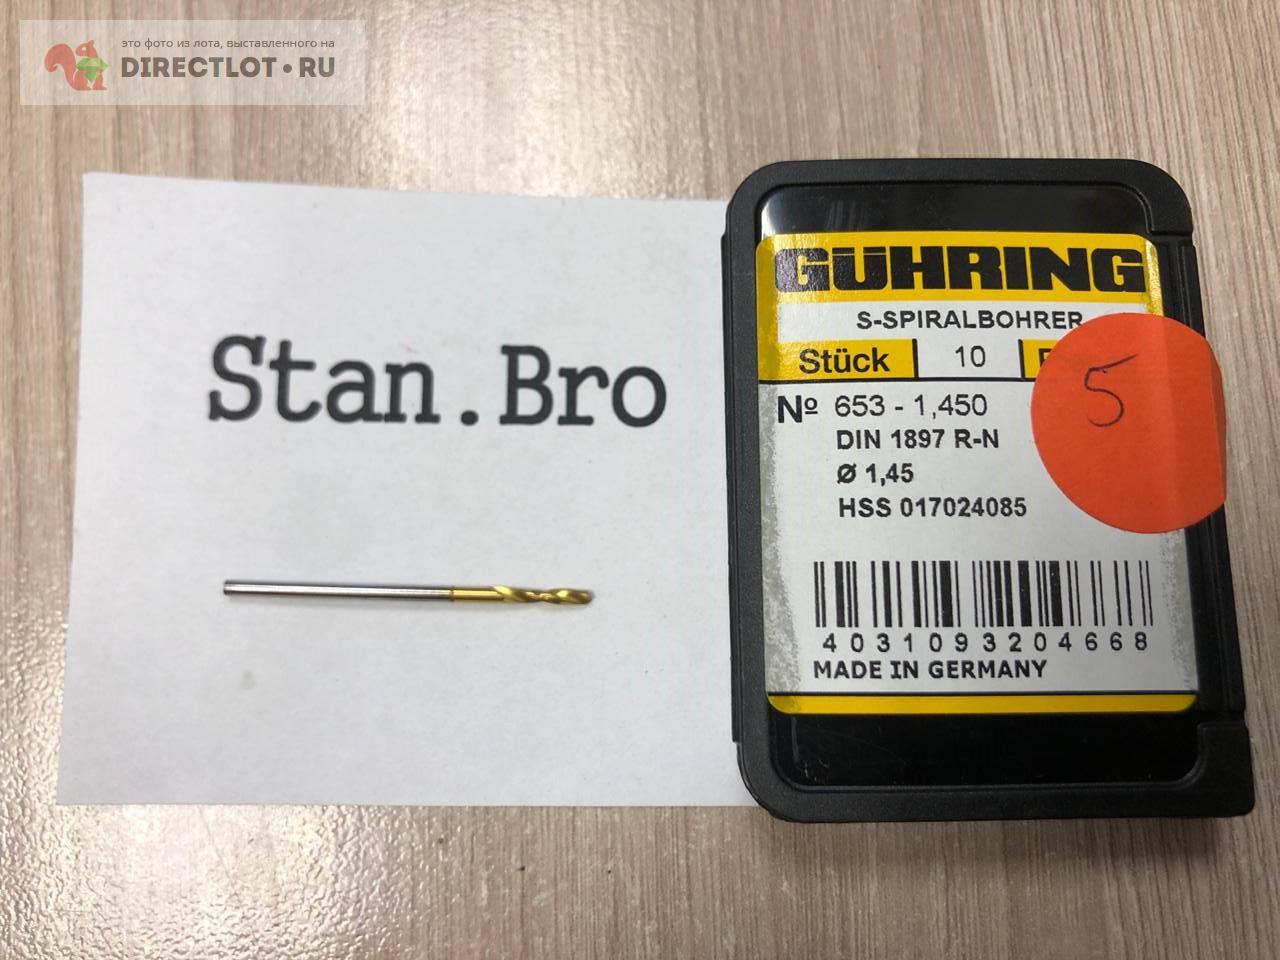 это фото из лота, выставленного на
DIRECTLOT.RU
Stan.Bro
GÜHRING
S-SPIRALBOHRER
Stück 10
5
Nº 653 - 1,450
DIN 1897 R-N
Ø 1,45
HSS 017024085
4031093204668
MADE IN GERMANY